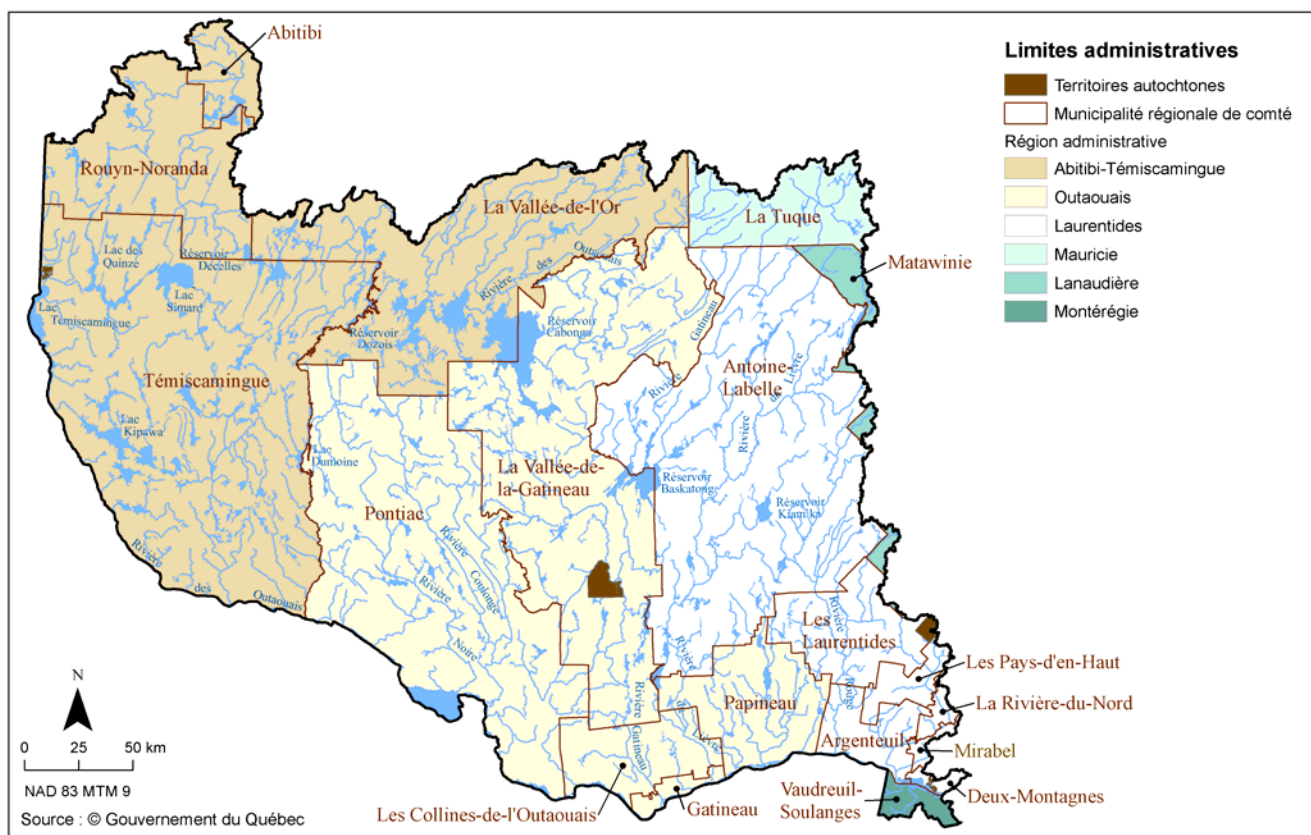 Abitibi
Limites administratives
Territoires autochtones
Municipalité régionale de comté
Région administrative
Abitibi-Témiscamingue
Outaouais
Laurentides
Mauricie
Lanaudière
Montérégie
Rouyn-Noranda
La Vallée-de-l'Or
La Tuque
Matawinie
Lac des
Quinze
Réservoir
Decelles
Rivière des Outaouais
Lac
Simard
Lac
Témiscamingue
Réservoir
Dozois
Réservoir
Cabonga
Gatineau
Rivière
Antoine-
Labelle
Rivière du Lièvre
Témiscamingue
Lac
Kipawa
Lac
Dumoine
La Vallée-de-
la-Gatineau
Réservoir
Baskatong
Réservoir
Kiamika
Pontiac
Rivière Coulonge
Rivière Noire
Rivière des Outaouais
Les
Laurentides
Rivière Rouge
Les Pays-d'en-Haut
La Rivière-du-Nord
Papineau
Argenteuil
Mirabel
Rivière Gatineau
Rivière du Lièvre
Vaudreuil-
Soulanges
Deux-Montagnes
Les Collines-de-l'Outaouais
Gatineau
N
0 25 50 km
NAD 83 MTM 9
Source : © Gouvernement du Québec